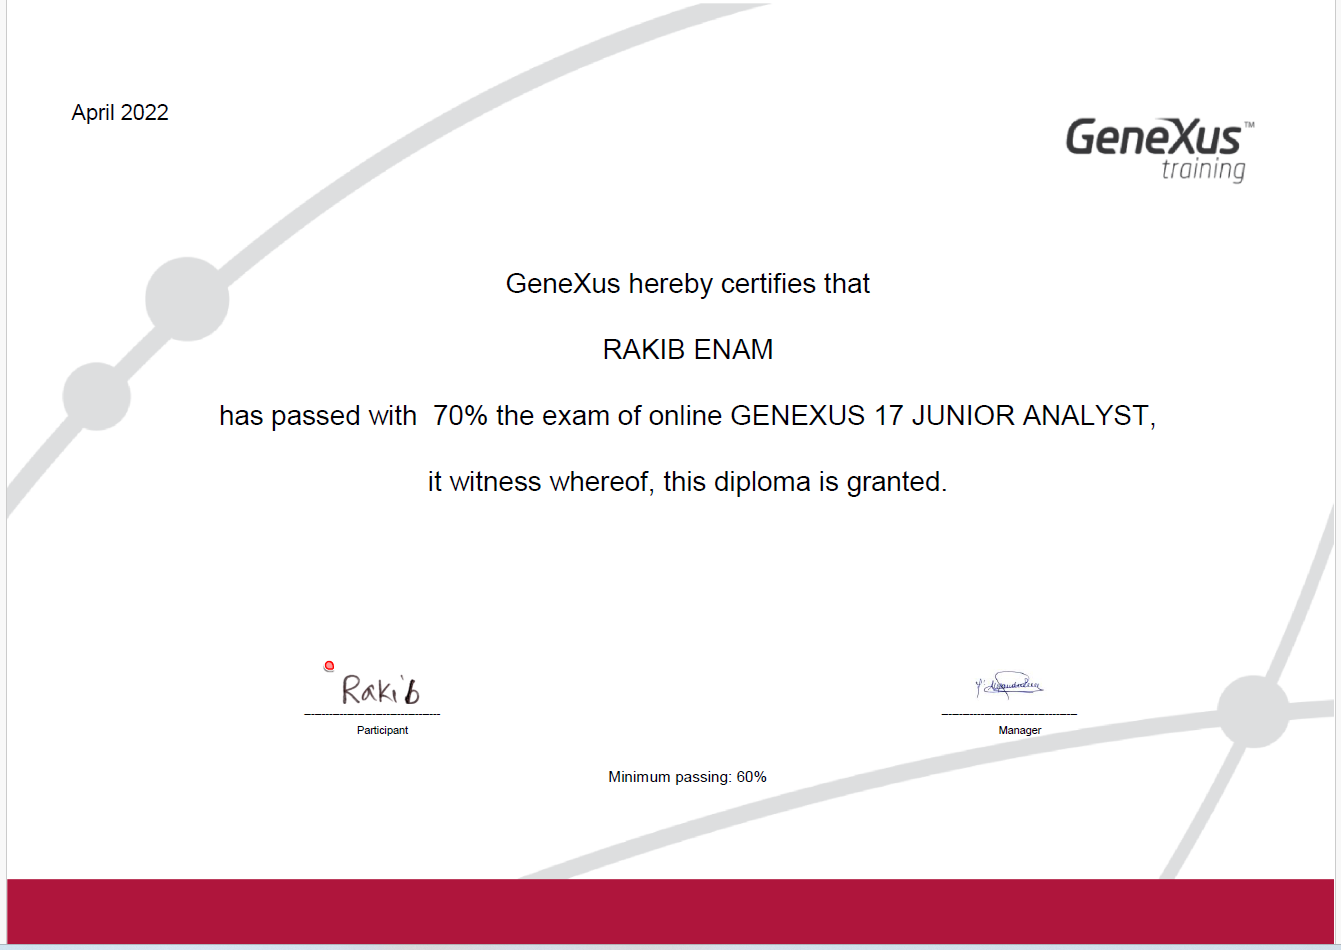 April 2022
GeneXus™
training
GeneXus hereby certifies that
RAKIB ENAM
has passed with 70% the exam of online GENEXUS 17 JUNIOR ANALYST,
it witness whereof, this diploma is granted.
Rakib
Participant
Manager
Minimum passing: 60%